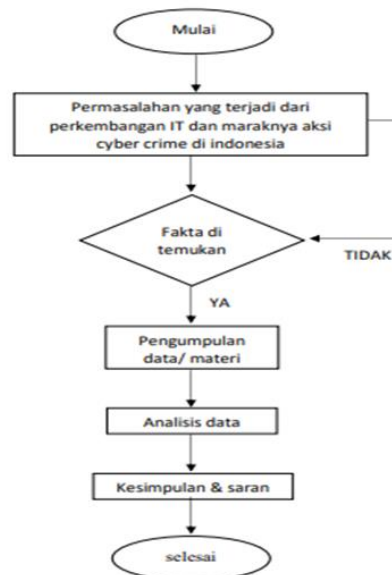 Mulai
Permasalahan yang terjadi dari
perkembangan IT dan maraknya aksi
cyber crime di indonesia
Fakta di
temukan
TIDAK
YA
Pengumpulan
data/ materi
Analisis data
Kesimpulan & saran
selesai